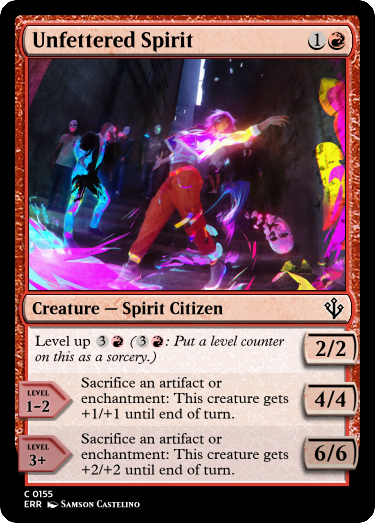 Unfettered Spirit 1
Creature — Spirit Citizen
Level up 3 (3: Put a level counter
on this as a sorcery.)
2/2
LEVEL
1-2
Sacrifice an artifact or
enchantment: This creature gets
+1/+1 until end of turn.
4/4
LEVEL
3+
Sacrifice an artifact or
enchantment: This creature gets
+2/+2 until end of turn.
6/6
C 0155
ERR Samson Castelino